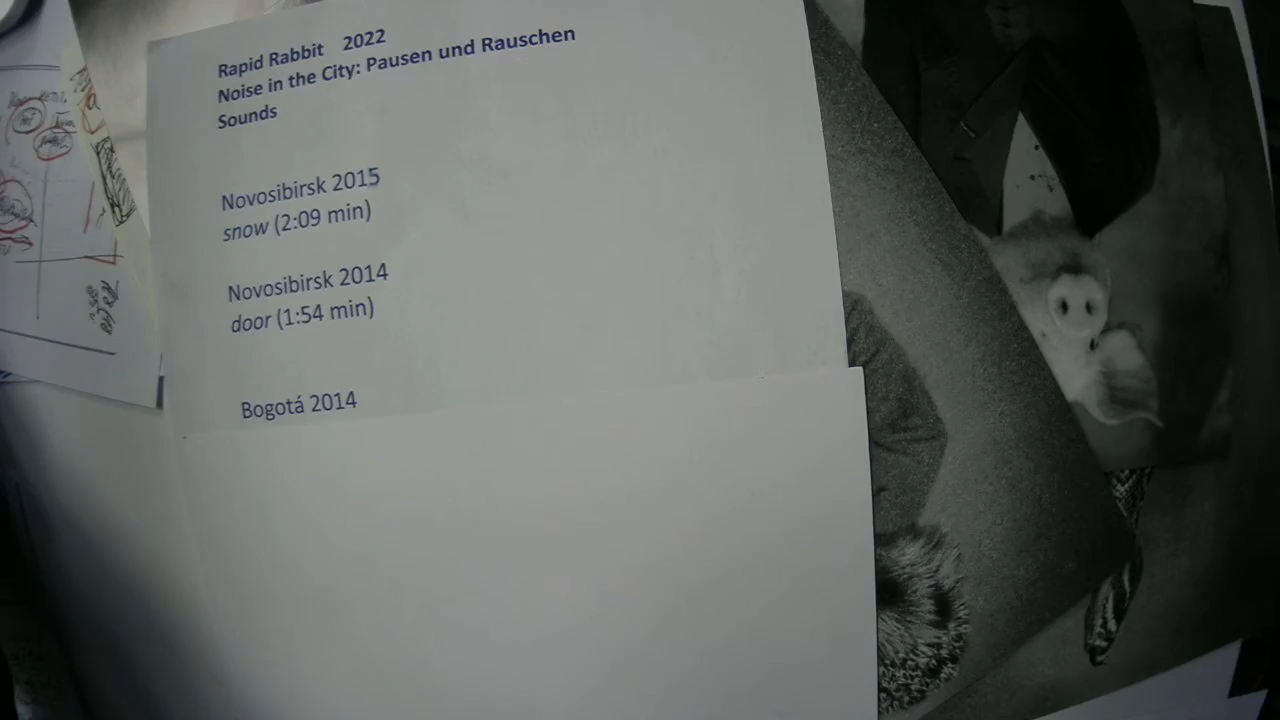 Rapid Rabbit 2022
Noise in the City: Pausen und Rauschen
Sounds
Novosibirsk 2015
snow (2:09 min)
Novosibirsk 2014
door (1:54 min)
Bogotá 2014